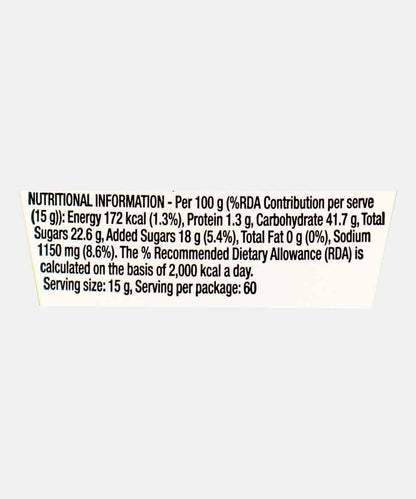 NUTRITIONAL INFORMATION - Per 100 g (%RDA Contribution per serve
(15 g)): Energy 172 kcal (1.3%), Protein 1.3 g, Carbohydrate 41.7 g, Total
Sugars 22.6 g, Added Sugars 18 g (5.4%), Total Fat 0 g (0%), Sodium
1150 mg (8.6%). The % Recommended Dietary Allowance (RDA) is
calculated on the basis of 2,000 kcal a day.
Serving size: 15 g, Serving per package: 60